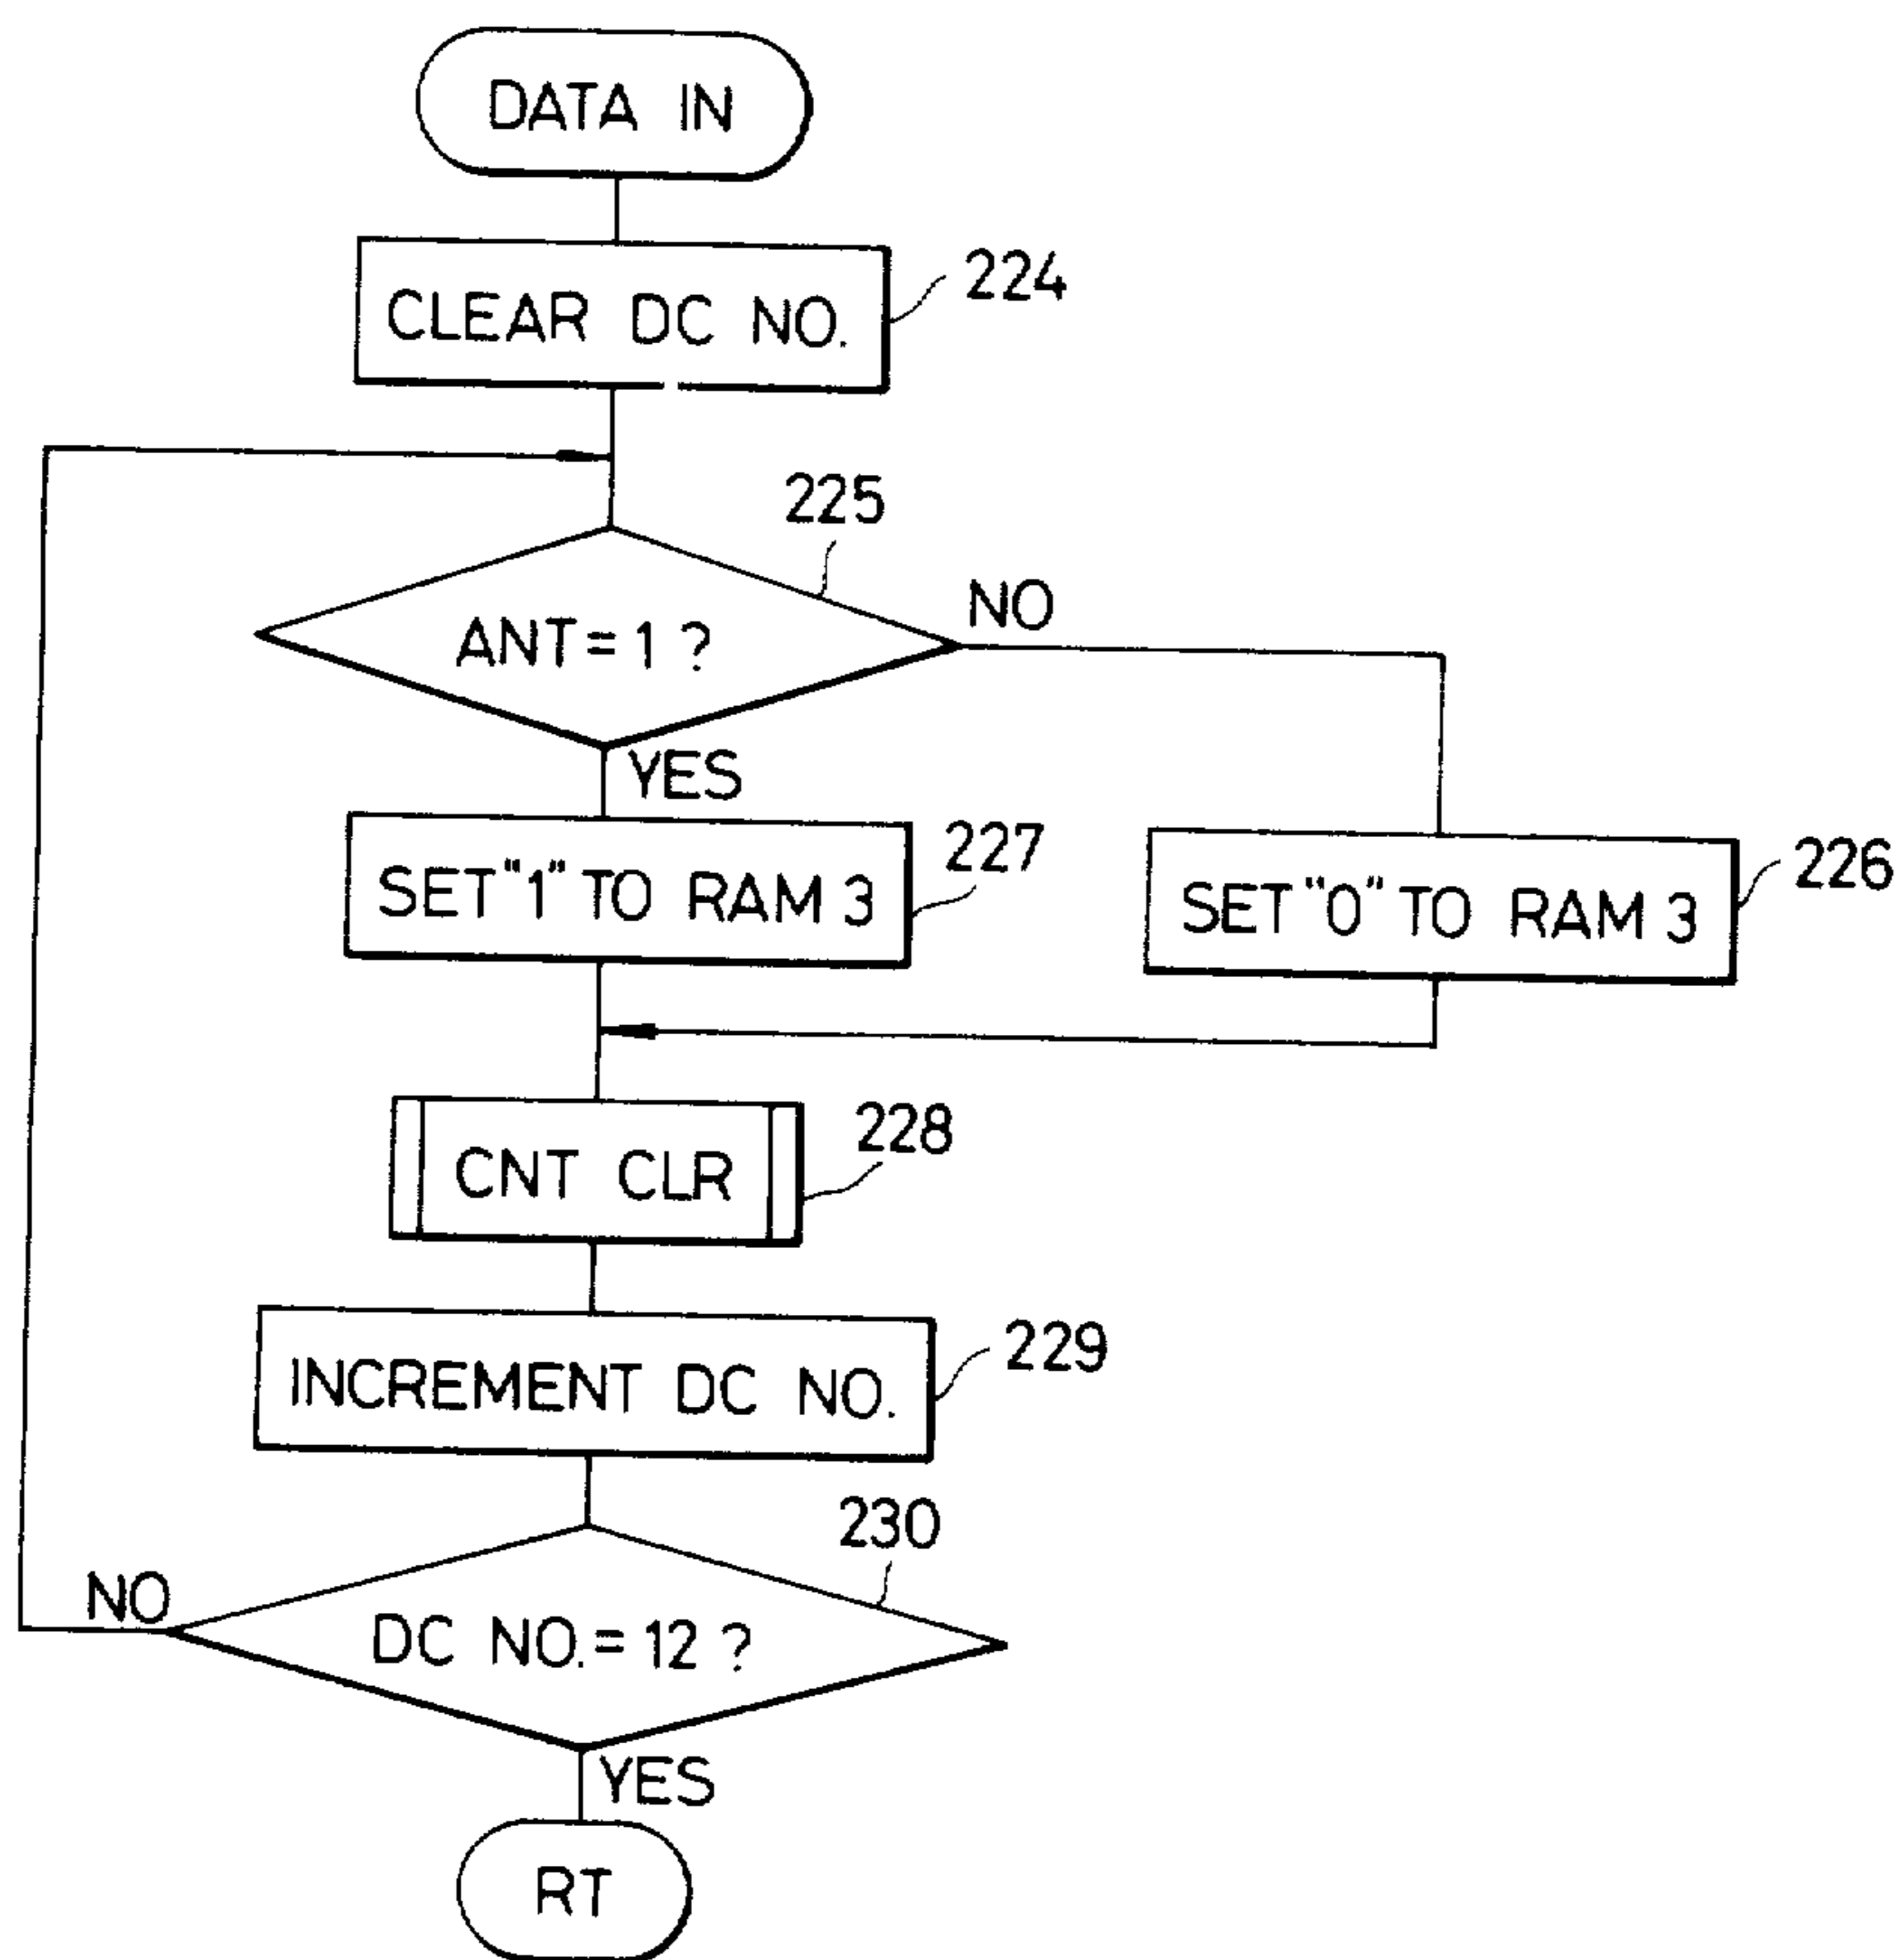 DATA IN
CLEAR DC NO.
224
225
ANT=1?
NO
YES
SET "1" TO RAM 3
227
SET "0" TO RAM 3
226
CNT CLR
228
INCREMENT DC NO.
229
230
NO
DC NO.=12?
YES
RT